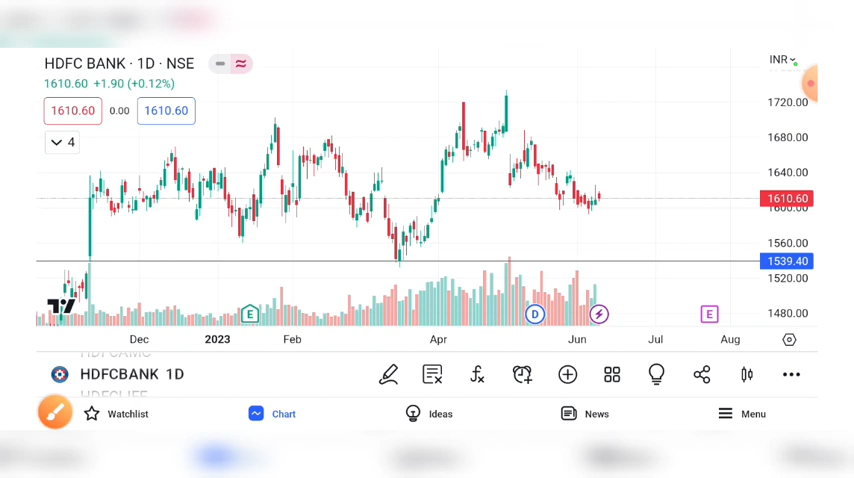 HDFC BANK · 1D · NSE
INR
1610.60 +1.90 (+0.12%)
1610.60 0.00 1610.60
4
1720.00
1680.00
1640.00
1610.60
1600.00
1560.00
1539.40
1520.00
1480.00
E D E
Dec 2023 Feb Apr Jun Jul Aug
HDFCAMC
HDFCBANK 1D
HDFCLIFE
Watchlist Chart Ideas News Menu